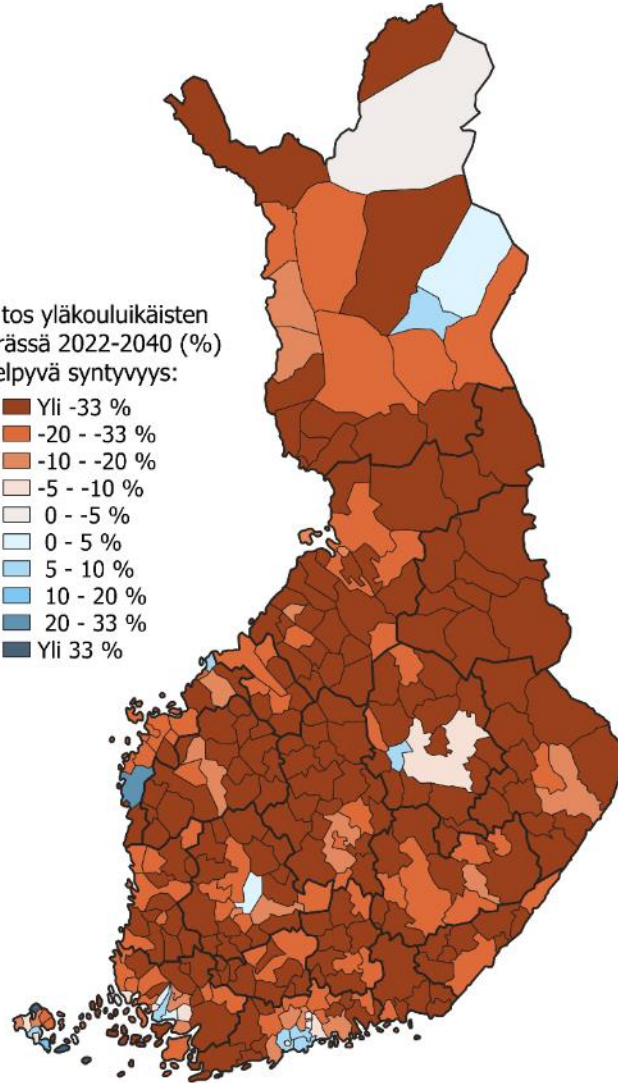 tos yläkouluikäisten
rässä 2022-2040 (%)
elpyvä syntyvyys:
Yli -33 %
-20 - -33 %
-10 - -20 %
-5 - -10 %
0 - -5 %
0 - 5 %
5 - 10 %
10 - 20 %
20 - 33 %
Yli 33 %